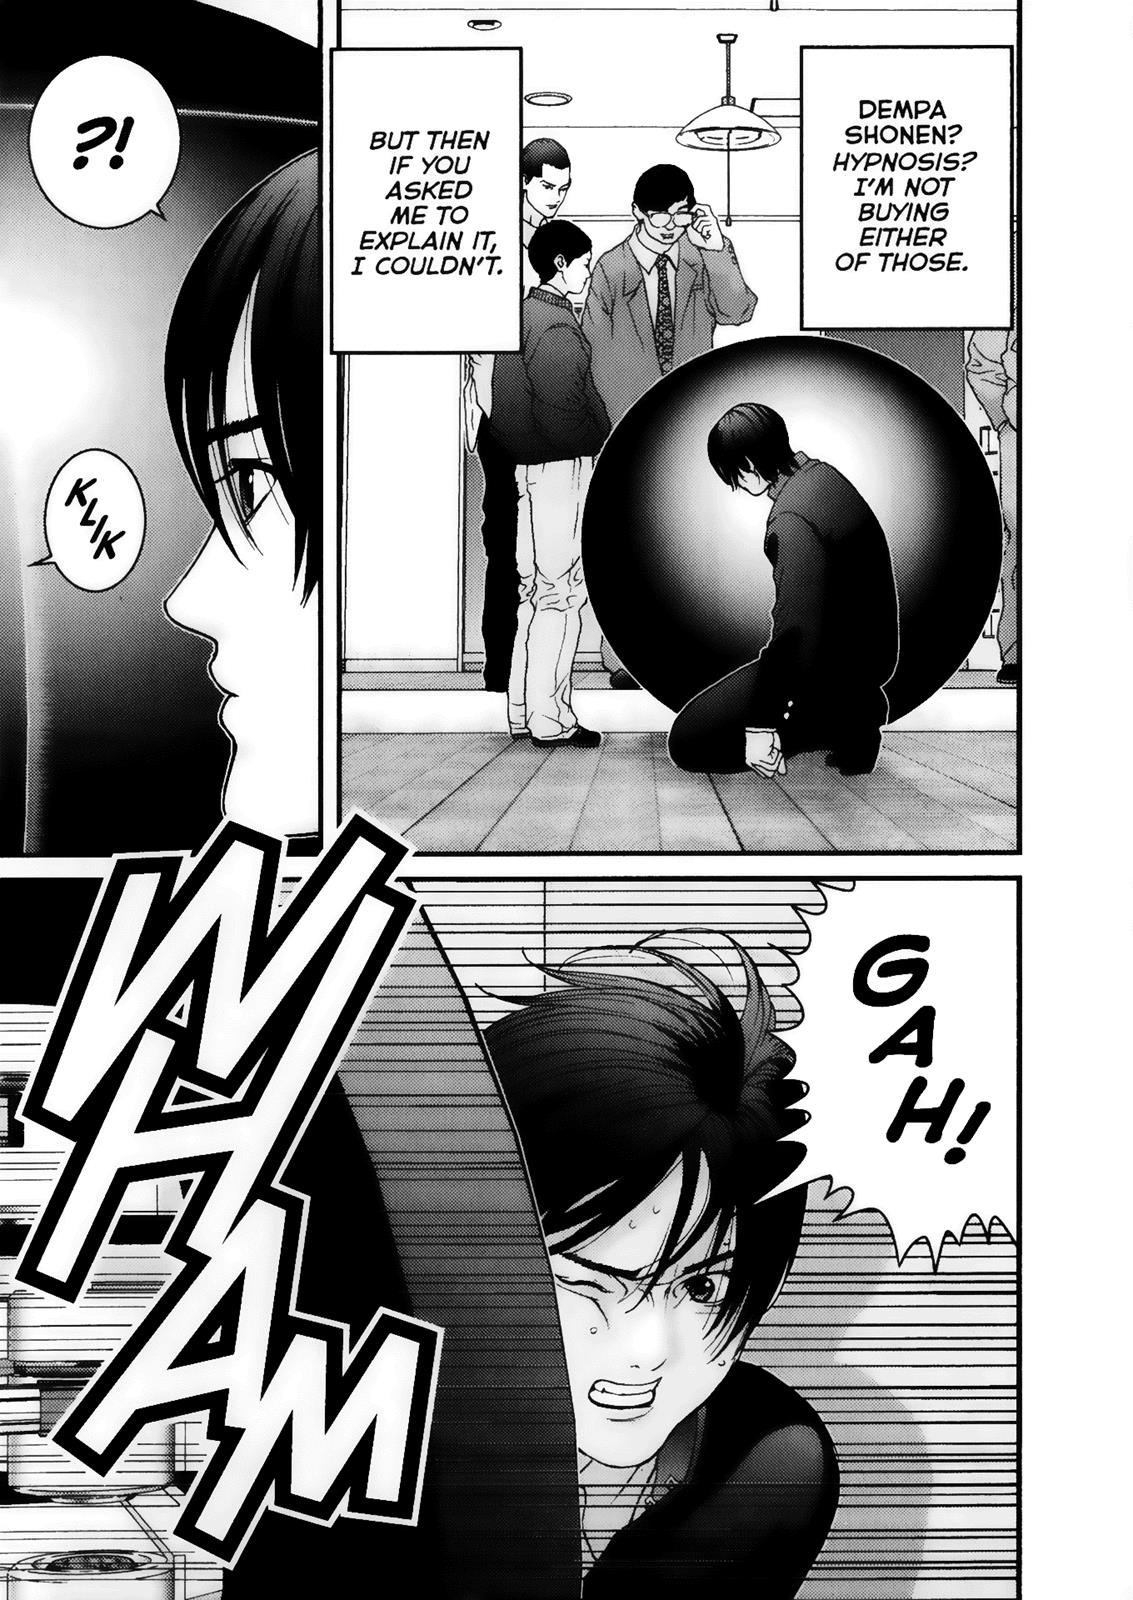 DEMPA
SHONEN?
HYPNOSIS?
I'M NOT
BUYING
EITHER
OF THOSE.
BUT THEN
IF YOU
ASKED
ME TO
EXPLAIN IT,
I COULDN'T.
?!
KLIK
GAH!
WHAM